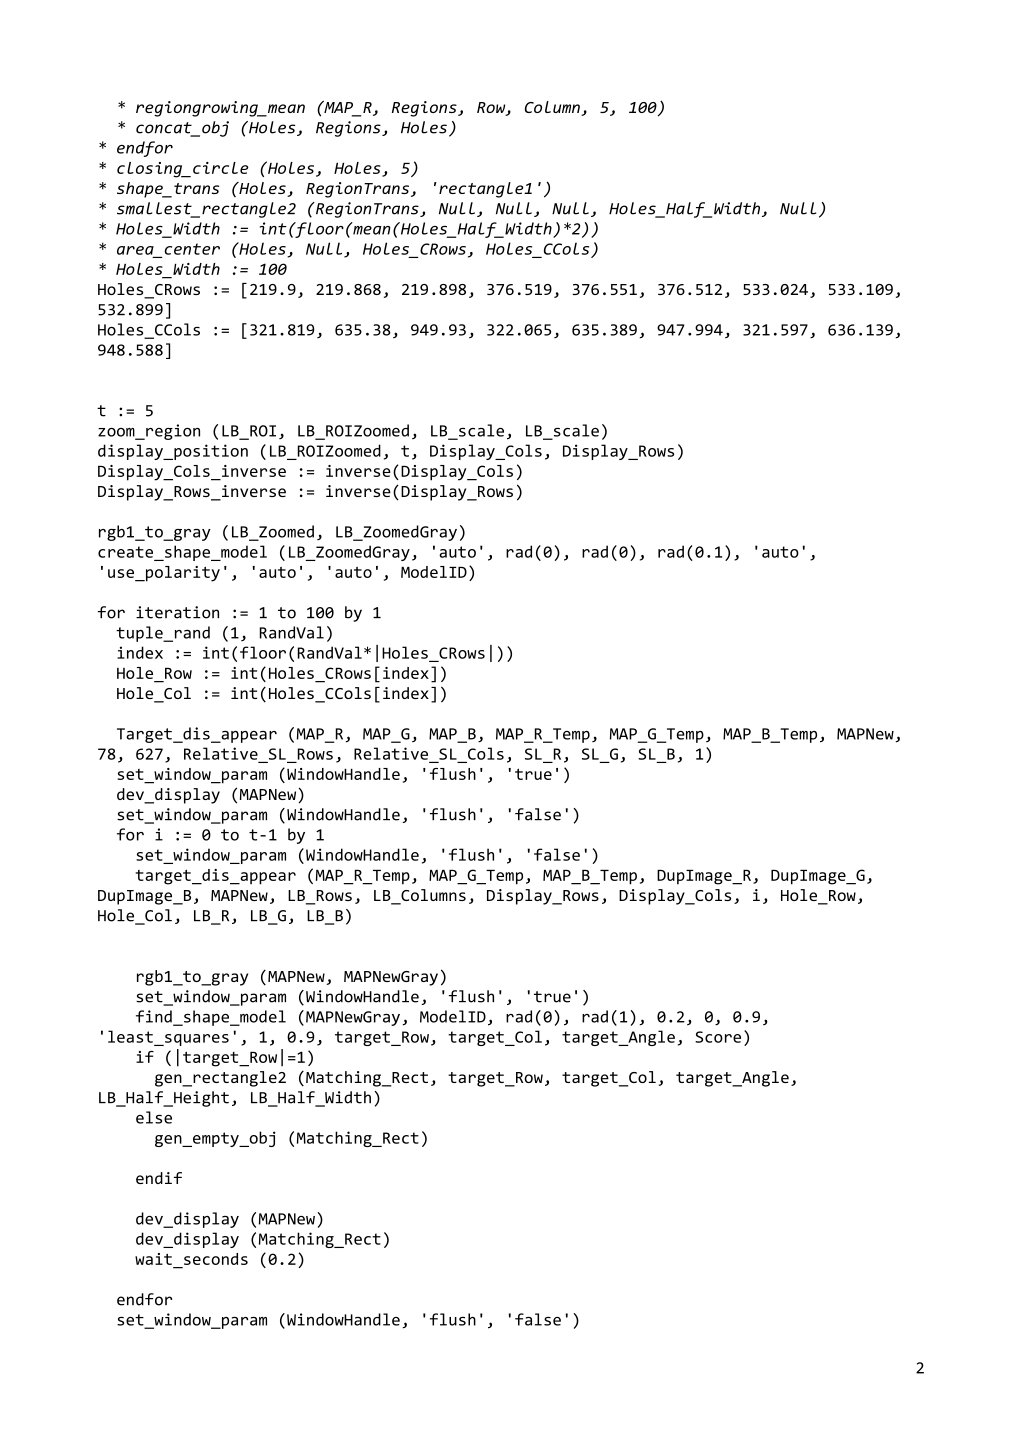 * regiongrowing_mean (MAP_R, Regions, Row, Column, 5, 100)
* concat_obj (Holes, Regions, Holes)
* endfor
* closing_circle (Holes, Holes, 5)
* shape_trans (Holes, RegionTrans, 'rectangle1')
* smallest_rectangle2 (RegionTrans, Null, Null, Null, Holes_Half_Width, Null)
* Holes_Width := int(floor(mean(Holes_Half_Width)*2))
* area_center (Holes, Null, Holes_CRows, Holes_CCols)
* Holes_Width := 100
Holes_CRows := [219.9, 219.868, 219.898, 376.519, 376.551, 376.512, 533.024, 533.109,
532.899]
Holes_CCols := [321.819, 635.38, 949.93, 322.065, 635.389, 947.994, 321.597, 636.139,
948.588]
t := 5
zoom_region (LB_ROI, LB_ROIZoomed, LB_scale, LB_scale)
display_position (LB_ROIZoomed, t, Display_Cols, Display_Rows)
Display_Cols_inverse := inverse(Display_Cols)
Display_Rows_inverse := inverse(Display_Rows)
rgb1_to_gray (LB_Zoomed, LB_ZoomedGray)
create_shape_model (LB_ZoomedGray, 'auto', rad(0), rad(0), rad(0.1), 'auto',
'use_polarity', 'auto', 'auto', ModelID)
for iteration := 1 to 100 by 1
tuple_rand (1, RandVal)
index := int(floor(RandVal*|Holes_CRows|))
Hole_Row := int(Holes_CRows[index])
Hole_Col := int(Holes_CCols[index])
Target_dis_appear (MAP_R, MAP_G, MAP_B, MAP_R_Temp, MAP_G_Temp, MAP_B_Temp, MAPNew,
78, 627, Relative_SL_Rows, Relative_SL_Cols, SL_R, SL_G, SL_B, 1)
set_window_param (WindowHandle, 'flush', 'true')
dev_display (MAPNew)
set_window_param (WindowHandle, 'flush', 'false')
for i := 0 to t-1 by 1
set_window_param (WindowHandle, 'flush', 'false')
target_dis_appear (MAP_R_Temp, MAP_G_Temp, MAP_B_Temp, DupImage_R, DupImage_G,
DupImage_B, MAPNew, LB_Rows, LB_Columns, Display_Rows, Display_Cols, i, Hole_Row,
Hole_Col, LB_R, LB_G, LB_B)
rgb1_to_gray (MAPNew, MAPNewGray)
set_window_param (WindowHandle, 'flush', 'true')
find_shape_model (MAPNewGray, ModelID, rad(0), rad(1), 0.2, 0, 0.9,
'least_squares', 1, 0.9, target_Row, target_Col, target_Angle, Score)
if (|target_Row|=1)
gen_rectangle2 (Matching_Rect, target_Row, target_Col, target_Angle,
LB_Half_Height, LB_Half_Width)
else
gen_empty_obj (Matching_Rect)
endif
dev_display (MAPNew)
dev_display (Matching_Rect)
wait_seconds (0.2)
endfor
set_window_param (WindowHandle, 'flush', 'false')
2